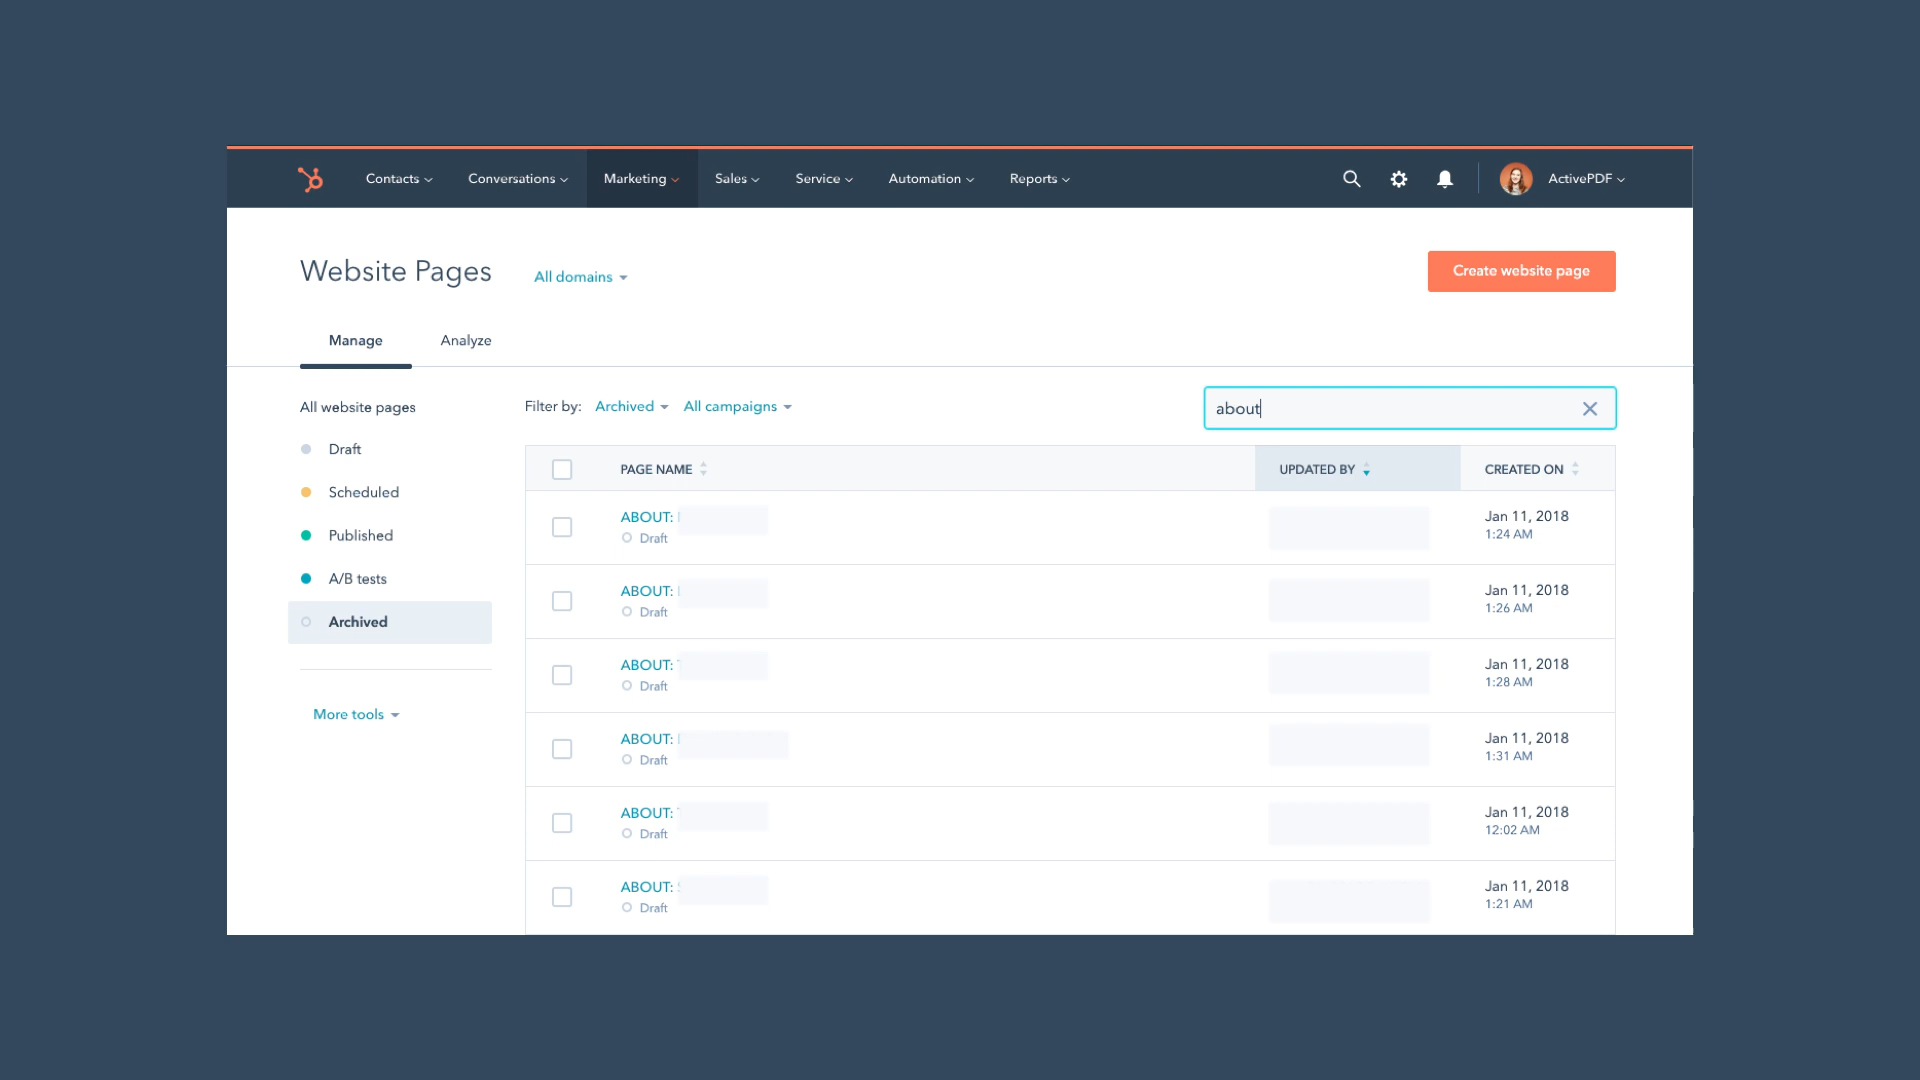 Contacts Conversations Marketing Sales Service Automation Reports ActivePDF
Website Pages All domains Create website page
Manage Analyze
All website pages
Draft
Scheduled
Published
A/B tests
Archived
More tools
Filter by: Archived All campaigns about
PAGE NAME UPDATED BY CREATED ON
ABOUT: Jan 11, 2018
Draft 1:24 AM
ABOUT: Jan 11, 2018
Draft 1:26 AM
ABOUT: Jan 11, 2018
Draft 1:28 AM
ABOUT: Jan 11, 2018
Draft 1:31 AM
ABOUT: Jan 11, 2018
Draft 12:02 AM
ABOUT: Jan 11, 2018
Draft 1:21 AM